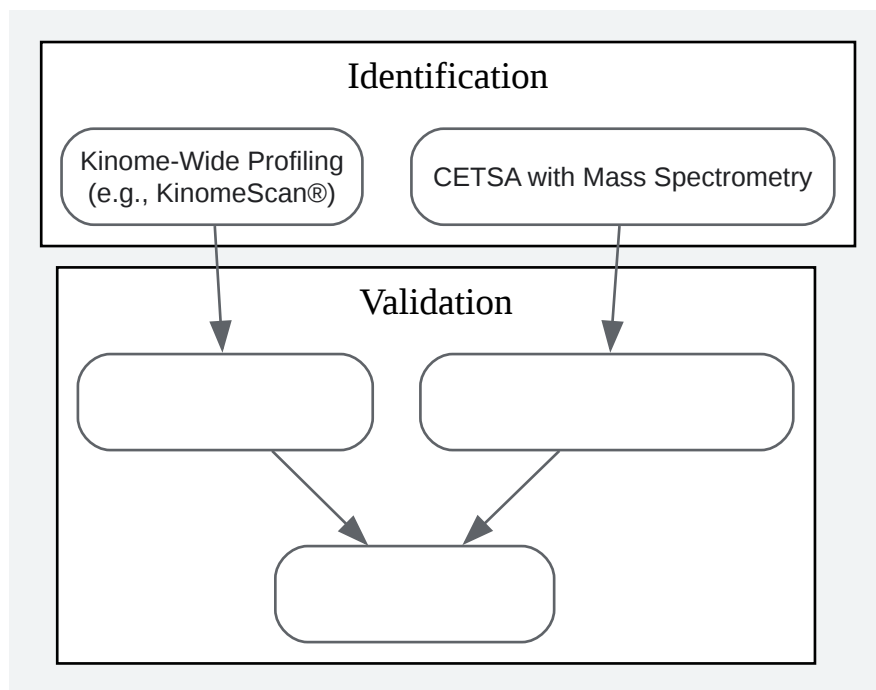 Identification
Kinome-Wide Profiling
(e.g., KinomeScan®)
CETSA with Mass Spectrometry
Validation